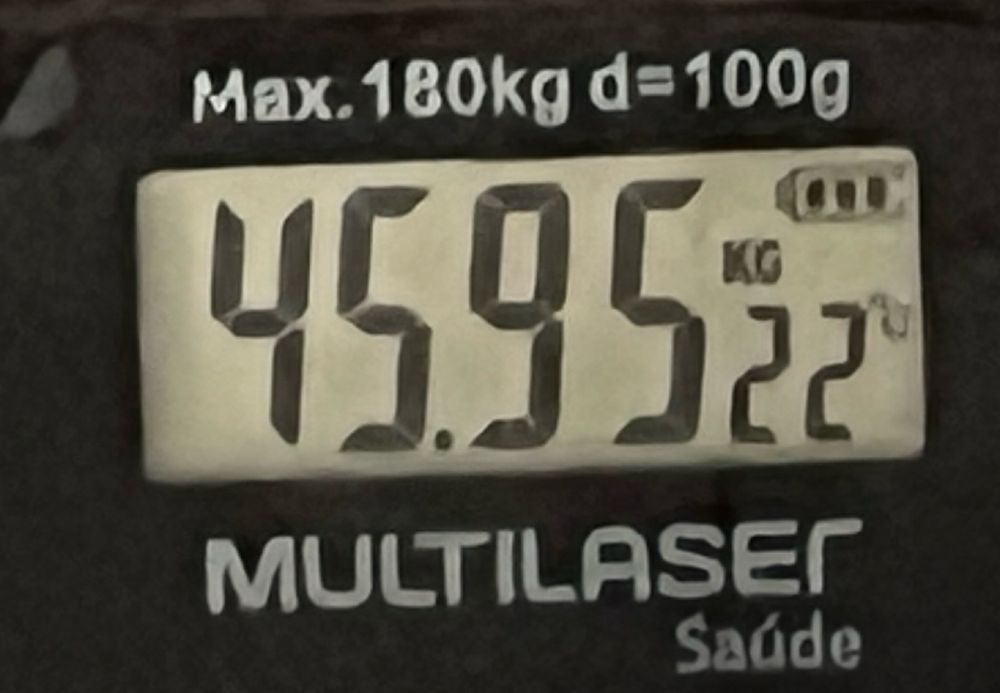 Max. 180kg d=100g
45.95 KG 22°C
MULTILASER
Saúde